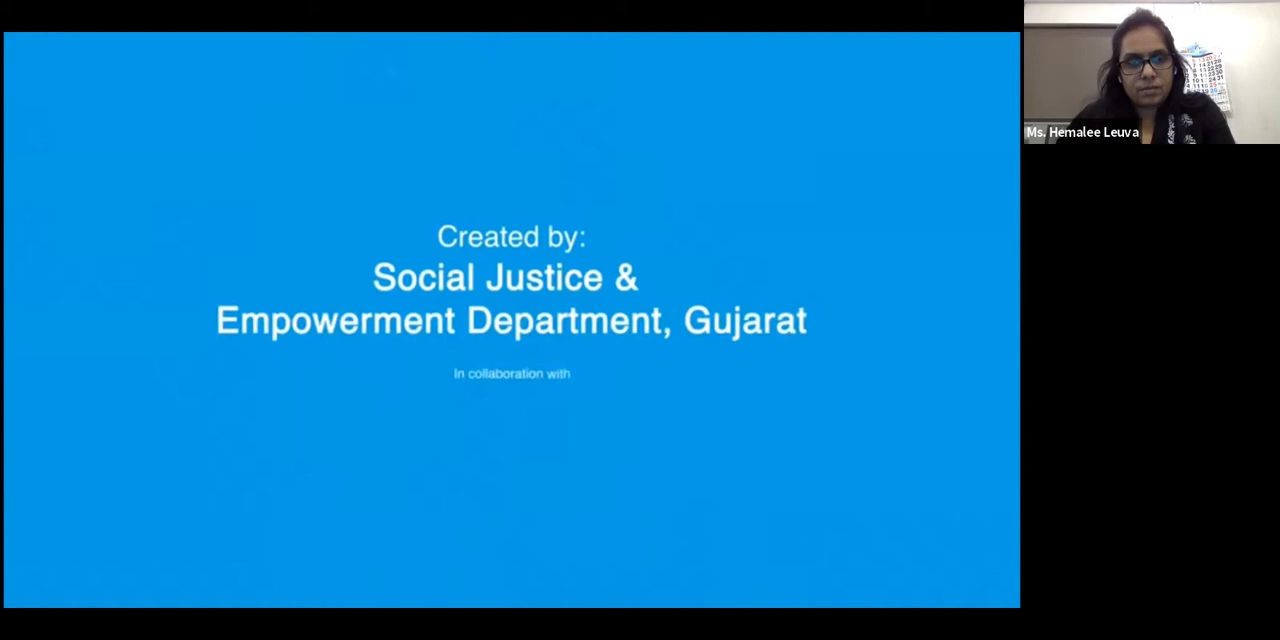 Created by:
Social Justice &
Empowerment Department, Gujarat
In collaboration with
Ms. Hemalee Leuva